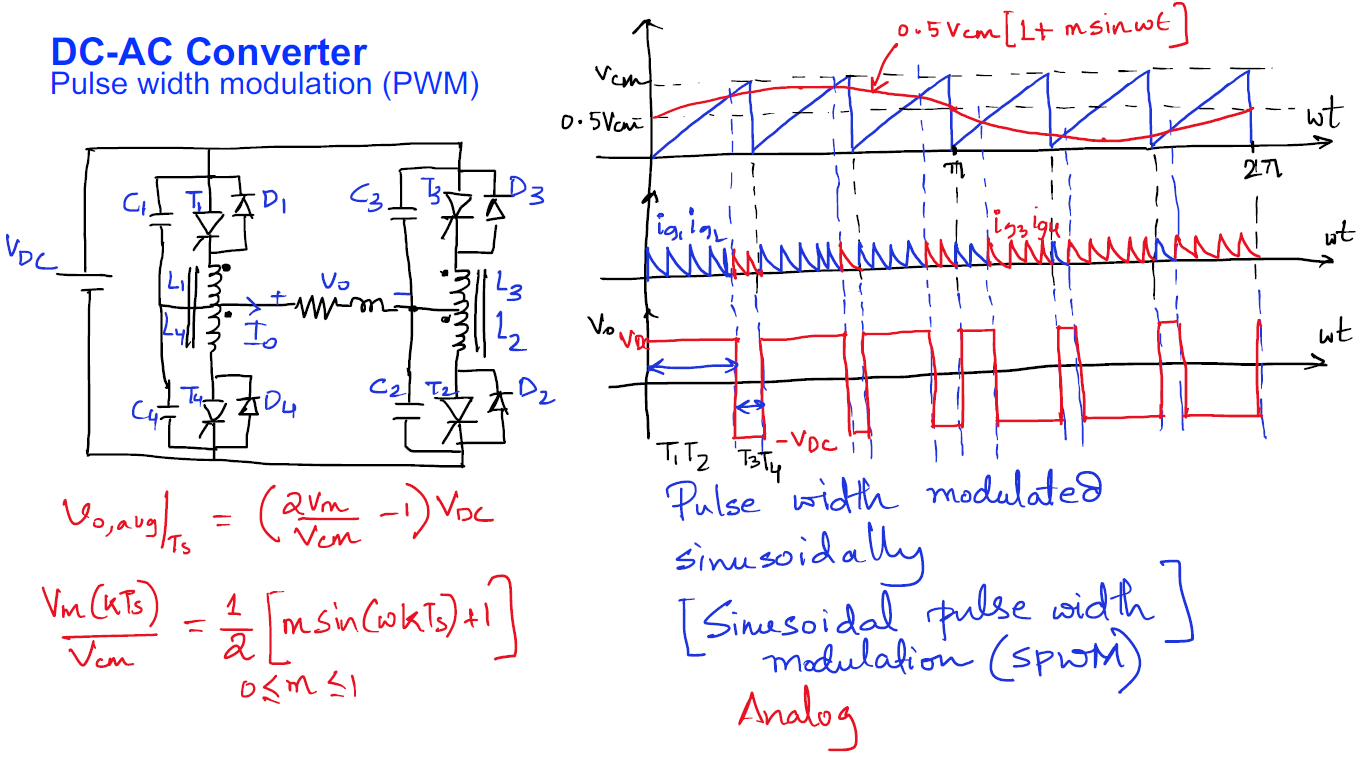 DC-AC Converter
Pulse width modulation (PWM)
0.5Vcm[1+ msinωt]
Vcm
0.5Vcm
ωt
π
2π
C1 T1 D1
C3 T3 D3
VDC
L1
L4
+ Vo −
Io
L3
L2
C4 T4 D4
C2 T2 D2
ig1 ig2
ig3 ig4
ωt
Vo
VDC
ωt
−VDC
T1T2
T3T4
vo,avg|Ts = (2Vm/Vcm − 1) VDC
Vm(kTs)/Vcm = 1/2 [m sin(ωkTs)+1]
0≤m≤1
Pulse width modulated
sinusoidally
[Sinusoidal pulse width
modulation (SPWM)]
Analog